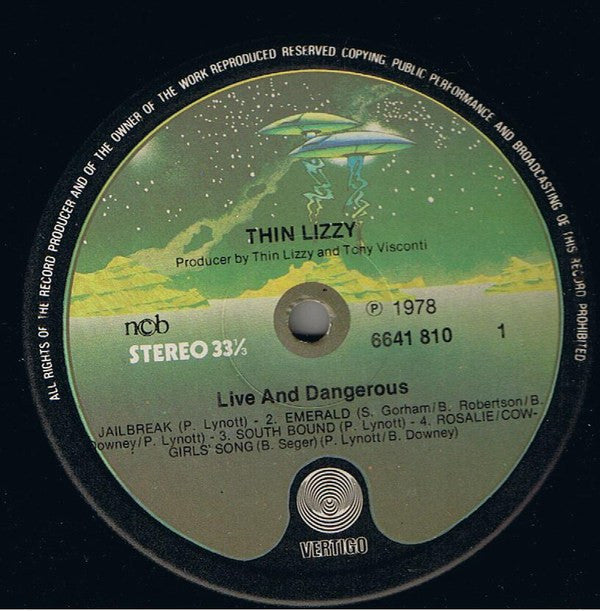 ALL RIGHTS OF THE RECORD PRODUCER AND OF THE OWNER OF THE WORK REPRODUCED RESERVED COPYING, PUBLIC PERFORMANCE AND BROADCASTING OF THIS RECORD PROHIBITED
THIN LIZZY
Producer by Thin Lizzy and Tony Visconti
ncb
℗ 1978
STEREO 33⅓
6641 810 1
Live And Dangerous
JAILBREAK (P. Lynott) - 2. EMERALD (S. Gorham/B. Robertson/B.
Downey/P. Lynott) - 3. SOUTH BOUND (P. Lynott) - 4. ROSALIE/COW-
GIRLS' SONG (B. Seger) (P. Lynott/B. Downey)
VERTIGO